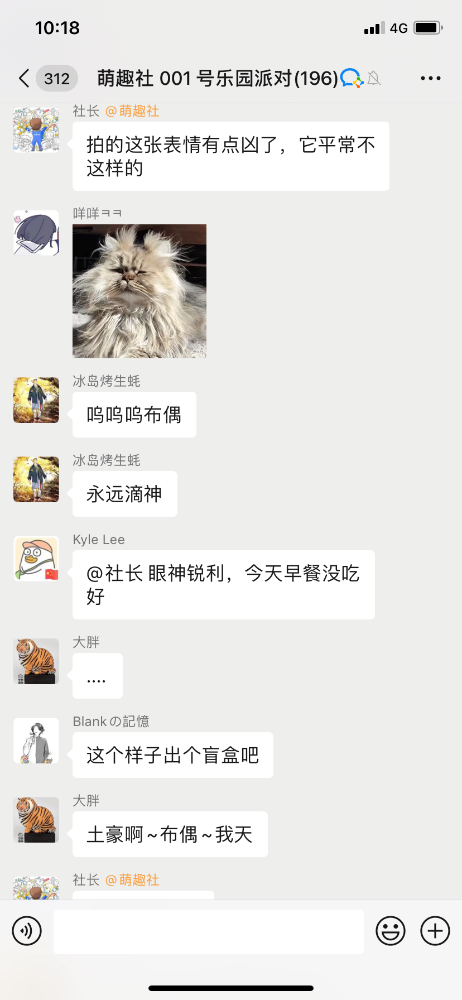 10:18
4G
312
萌趣社 001 号乐园派对(196)
社长 @萌趣社
拍的这张表情有点凶了，它平常不
这样的
咩咩ㅋㅋ
冰岛烤生蚝
呜呜呜布偶
冰岛烤生蚝
永远滴神
Kyle Lee
@社长 眼神锐利，今天早餐没吃
好
大胖
....
Blankの記憶
这个样子出个盲盒吧
大胖
土豪啊~布偶~我天
社长 @萌趣社